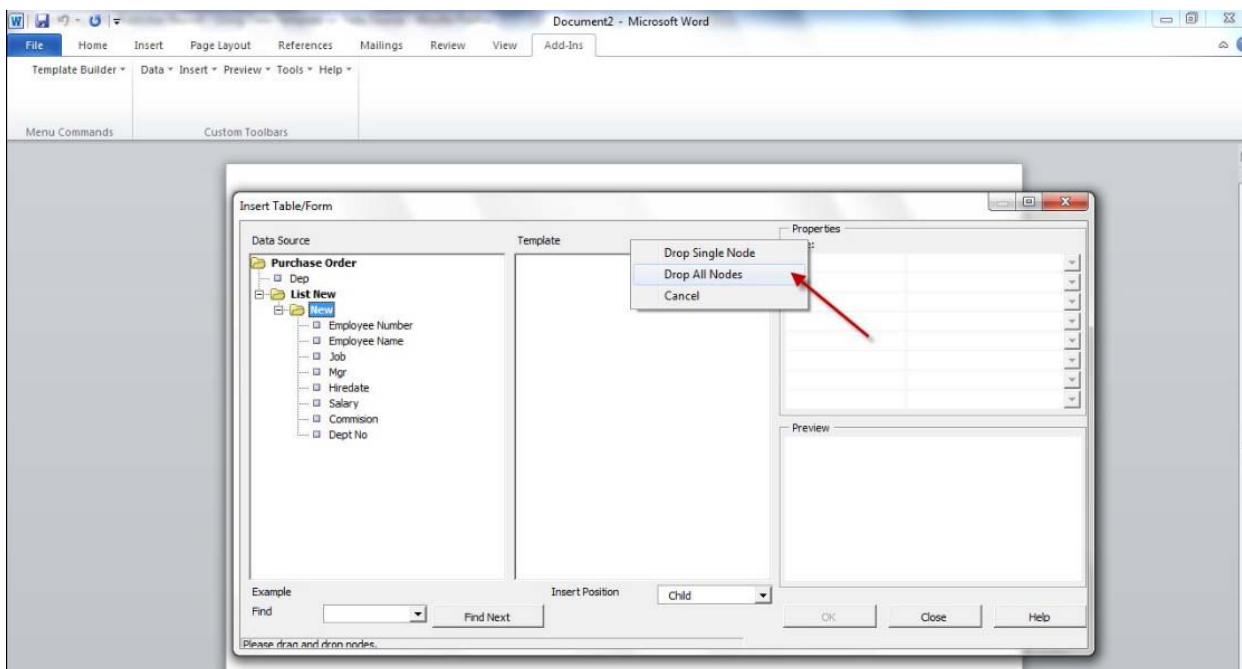 Document2 - Microsoft Word
File Home Insert Page Layout References Mailings Review View Add-Ins
Template Builder Data Insert Preview Tools Help
Menu Commands Custom Toolbars
Insert Table/Form
Data Source
Purchase Order
Dep
List New
New
Employee Number
Employee Name
Job
Mgr
Hiredate
Salary
Commision
Dept No
Template
Drop Single Node
Drop All Nodes
Cancel
Properties
Preview
Example
Find
Find Next
Insert Position Child
OK Close Help
Please drag and drop nodes.